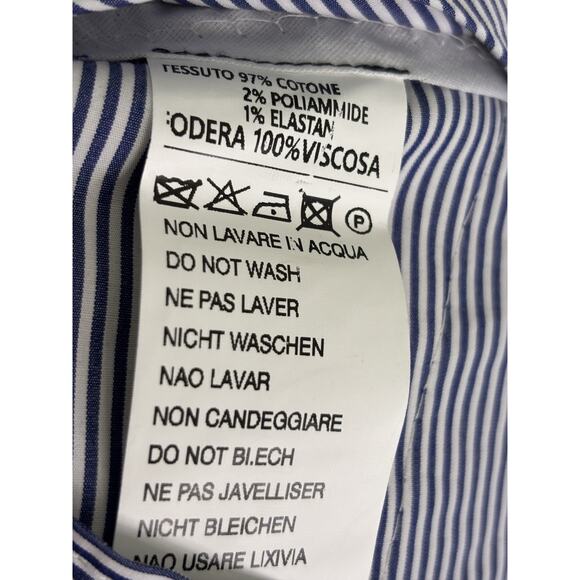 TESSUTO 97% COTONE
2% POLIAMMIDE
1% ELASTAN
FODERA 100%VISCOSA
P
NON LAVARE IN ACQUA
DO NOT WASH
NE PAS LAVER
NICHT WASCHEN
NAO LAVAR
NON CANDEGGIARE
DO NOT BLECH
NE PAS JAVELLISER
NICHT BLEICHEN
NAO USARE LIXIVIA